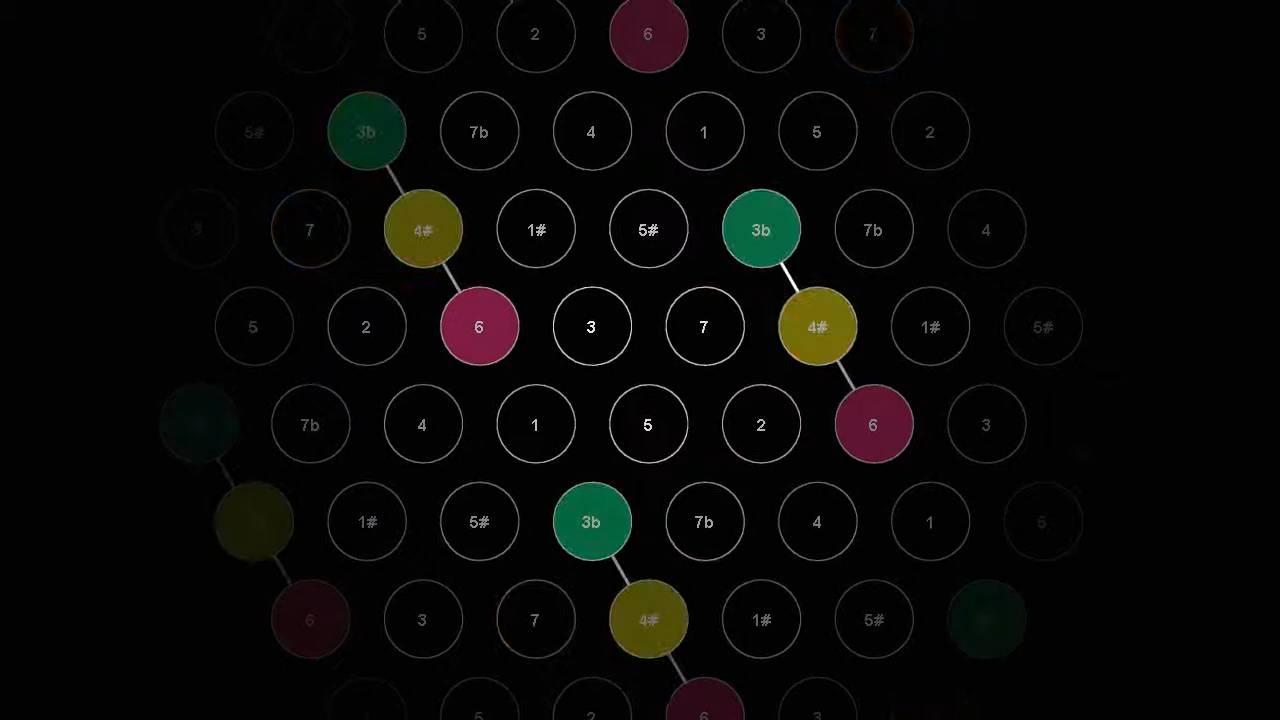 5 2 6 3 7
5# 3b 7b 4 1 5 2
7 4# 1# 5# 3b 7b 4
5 2 6 3 7 4# 1# 5#
7b 4 1 5 2 6 3
1# 5# 3b 7b 4 1
6 3 7 4# 1# 5#
5 2 6 3